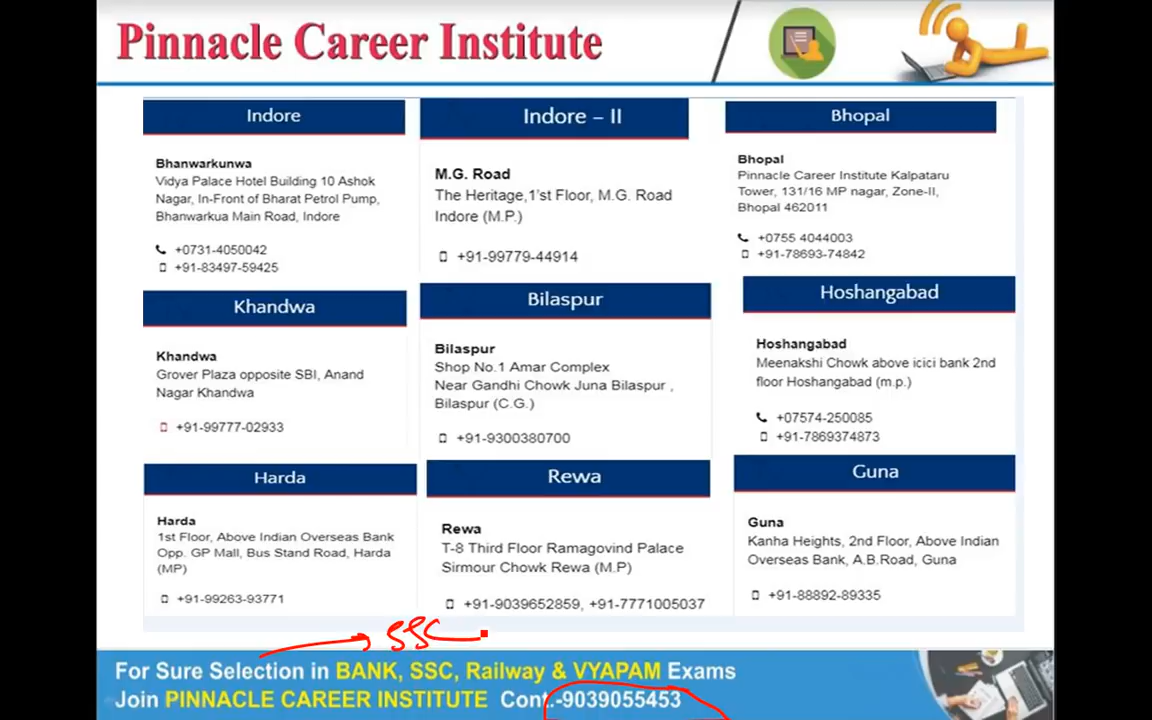 Pinnacle Career Institute
Indore
Bhanwarkunwa
Vidya Palace Hotel Building 10 Ashok
Nagar, In-Front of Bharat Petrol Pump,
Bhanwarkua Main Road, Indore
+0731-4050042
+91-83497-59425
Indore – II
M.G. Road
The Heritage,1'st Floor, M.G. Road
Indore (M.P.)
+91-99779-44914
Bhopal
Bhopal
Pinnacle Career Institute Kalpataru
Tower, 131/16 MP nagar, Zone-II,
Bhopal 462011
+0755 4044003
+91-78693-74842
Khandwa
Khandwa
Grover Plaza opposite SBI, Anand
Nagar Khandwa
+91-99777-02933
Bilaspur
Bilaspur
Shop No.1 Amar Complex
Near Gandhi Chowk Juna Bilaspur ,
Bilaspur (C.G.)
+91-9300380700
Hoshangabad
Hoshangabad
Meenakshi Chowk above icici bank 2nd
floor Hoshangabad (m.p.)
+07574-250085
+91-7869374873
Harda
Harda
1st Floor, Above Indian Overseas Bank
Opp. GP Mall, Bus Stand Road, Harda
(MP)
+91-99263-93771
Rewa
Rewa
T-8 Third Floor Ramagovind Palace
Sirmour Chowk Rewa (M.P)
+91-9039652859, +91-7771005037
Guna
Guna
Kanha Heights, 2nd Floor, Above Indian
Overseas Bank, A.B.Road, Guna
+91-88892-89335
SSC
For Sure Selection in BANK, SSC, Railway & VYAPAM Exams
Join PINNACLE CAREER INSTITUTE Cont.-9039055453